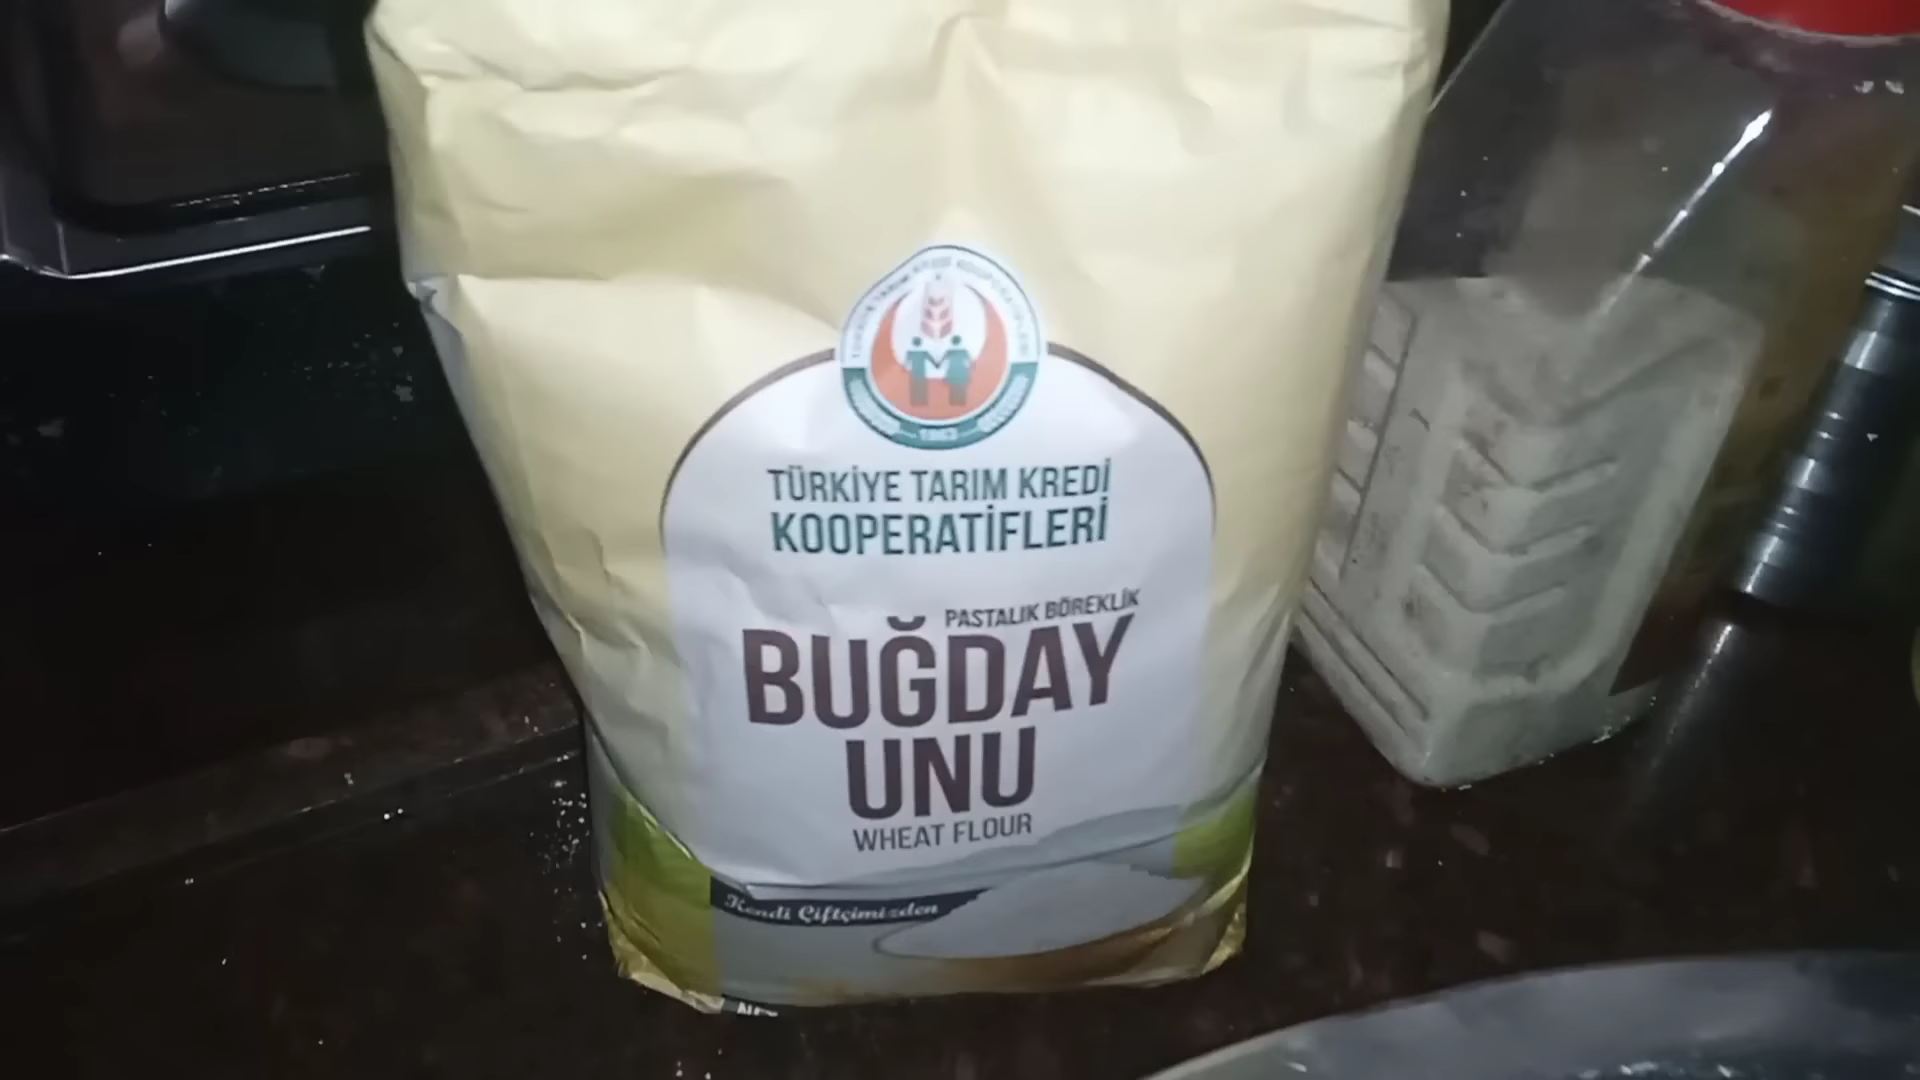 TÜRKİYE TARIM KREDİ
KOOPERATİFLERİ
PASTALIK BÖREKLİK
BUĞDAY
UNU
WHEAT FLOUR
Kendi Çiftçimizden